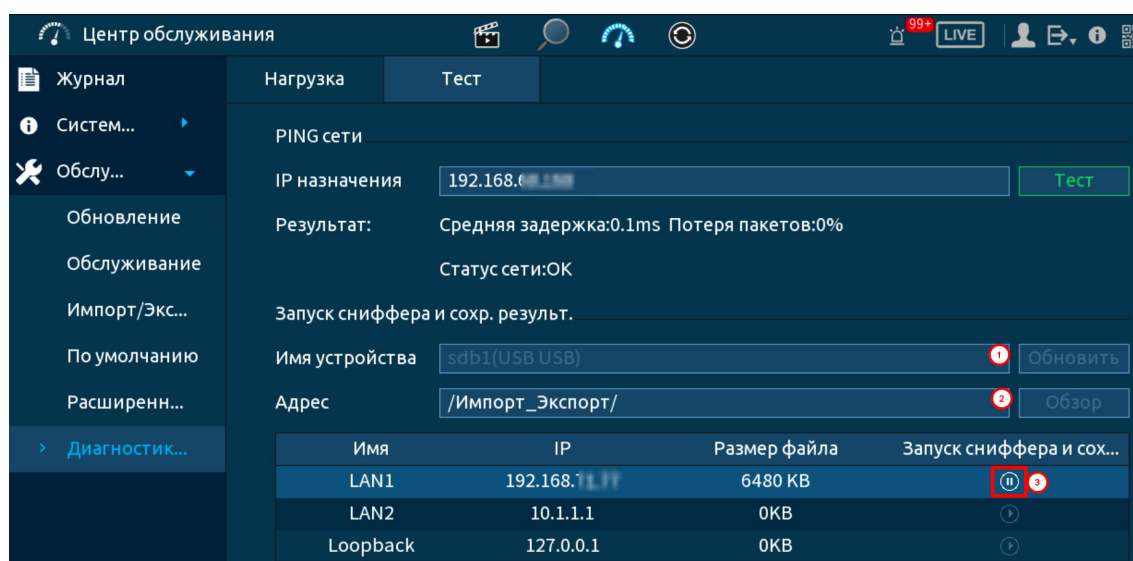 Центр обслуживания
99+
LIVE
Журнал
Нагрузка
Тест
Систем...
PING сети
Обслу...
IP назначения
192.168.
Тест
Обновление
Результат:
Средняя задержка:0.1ms Потеря пакетов:0%
Обслуживание
Статус сети:OK
Импорт/Экс...
Запуск сниффера и сохр. результ.
По умолчанию
Имя устройства
sdb1(USB USB)
1
Обновить
Расширенн...
Адрес
/Импорт_Экспорт/
2
Обзор
Диагностик...
Имя IP Размер файла Запуск сниффера и сох...
LAN1 192.168. 6480 KB 3
LAN2 10.1.1.1 0KB
Loopback 127.0.0.1 0KB